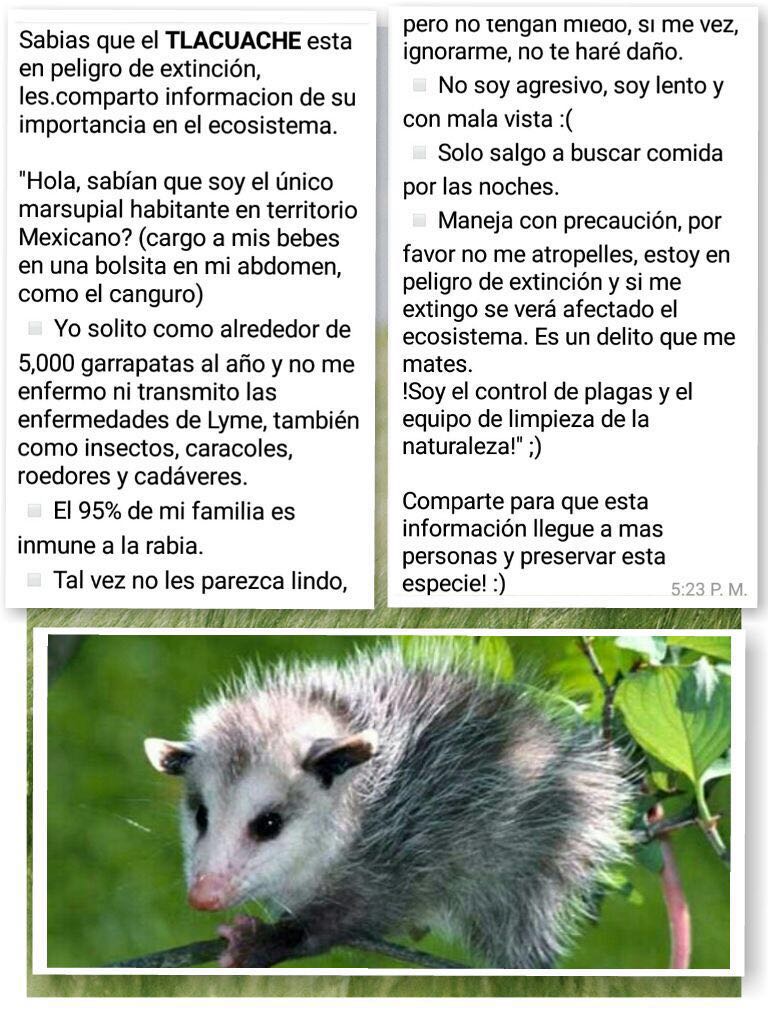 Sabias que el TLACUACHE esta
en peligro de extinción,
les.comparto informacion de su
importancia en el ecosistema.
"Hola, sabían que soy el único
marsupial habitante en territorio
Mexicano? (cargo a mis bebes
en una bolsita en mi abdomen,
como el canguro)
Yo solito como alrededor de
5,000 garrapatas al año y no me
enfermo ni transmito las
enfermedades de Lyme, también
como insectos, caracoles,
roedores y cadáveres.
El 95% de mi familia es
inmune a la rabia.
Tal vez no les parezca lindo,
pero no tengan miedo, si me vez,
ignorarme, no te haré daño.
No soy agresivo, soy lento y
con mala vista :(
Solo salgo a buscar comida
por las noches.
Maneja con precaución, por
favor no me atropelles, estoy en
peligro de extinción y si me
extingo se verá afectado el
ecosistema. Es un delito que me
mates.
!Soy el control de plagas y el
equipo de limpieza de la
naturaleza!" ;)
Comparte para que esta
información llegue a mas
personas y preservar esta
especie! :)
5:23 P. M.